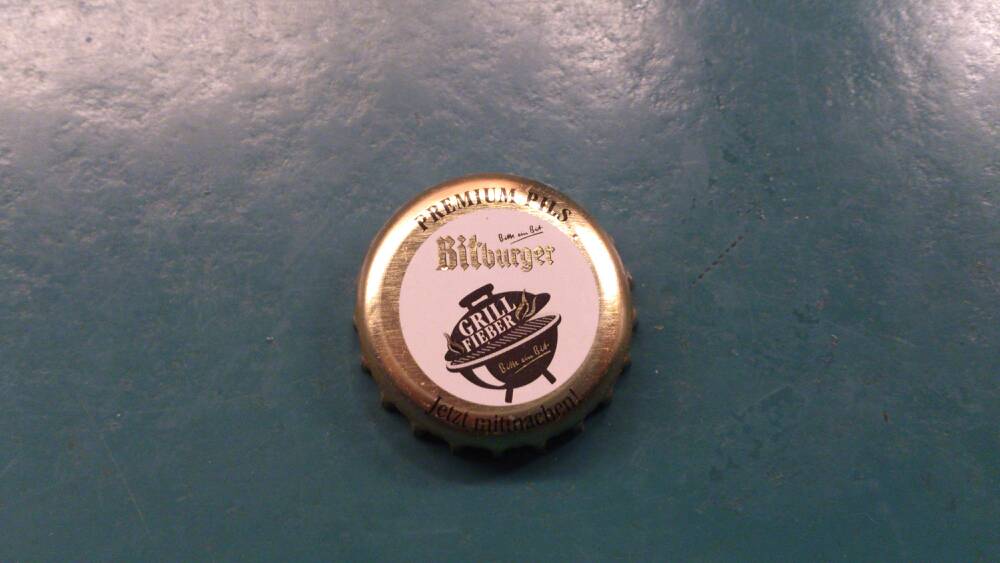 PREMIUM PILS
Bitte ein Bit.
Bitburger
GRILL
FIEBER
Bitte ein Bit.
Jetzt mitmachen!